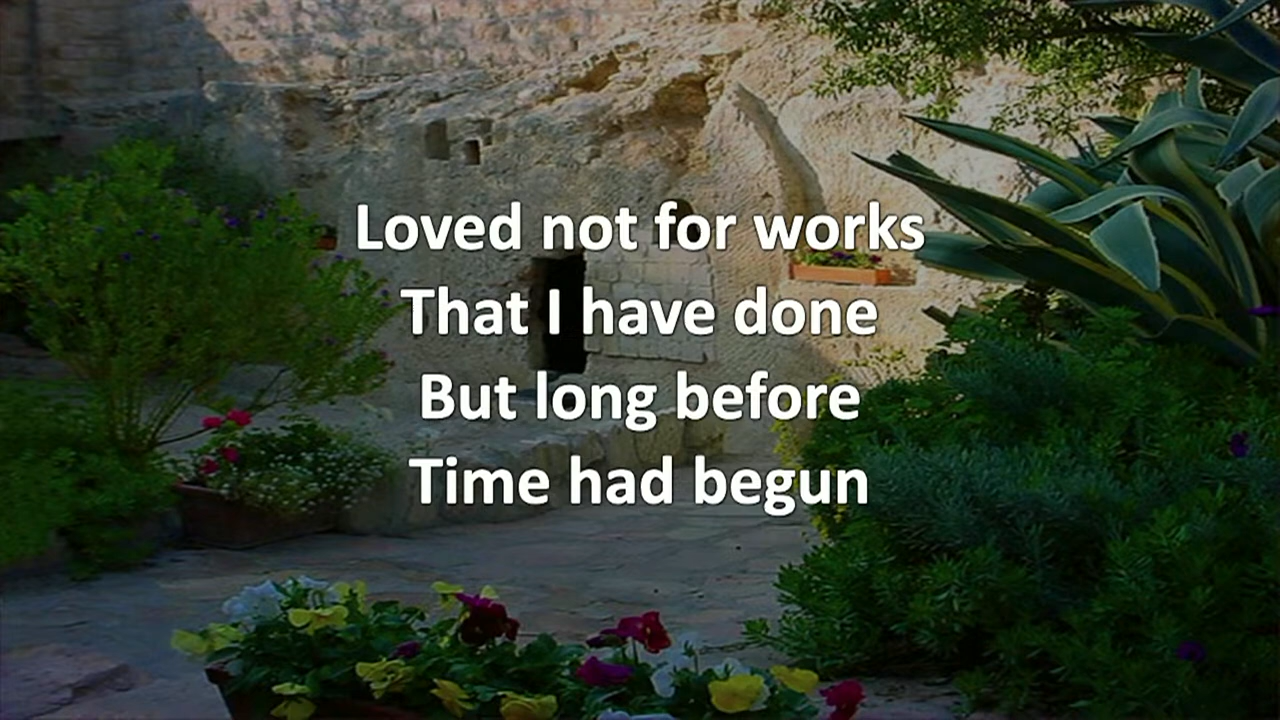 Loved not for works
That I have done
But long before
Time had begun